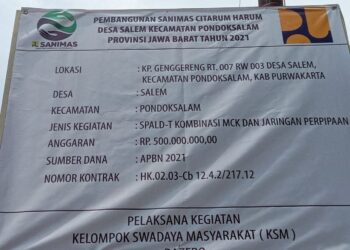 PEMBANGUNAN SANIMAS CITARUM HARUM
DESA SALEM KECAMATAN PONDOKSALAM
PROVINSI JAWA BARAT TAHUN 2021
SANIMAS
LOKASI : KP. GENGGERENG RT. 007 RW 003 DESA SALEM,
KECAMATAN PONDOKSALAM, KAB PURWAKARTA
DESA : SALEM
KECAMATAN : PONDOKSALAM
JENIS KEGIATAN : SPALD-T KOMBINASI MCK DAN JARINGAN PERPIPAAN
ANGGARAN : RP. 500.000.000,00
SUMBER DANA : APBN 2021
NOMOR KONTRAK : HK.02.03-Cb 12.4.2/217.12
PELAKSANA KEGIATAN
KELOMPOK SWADAYA MASYARAKAT ( KSM )